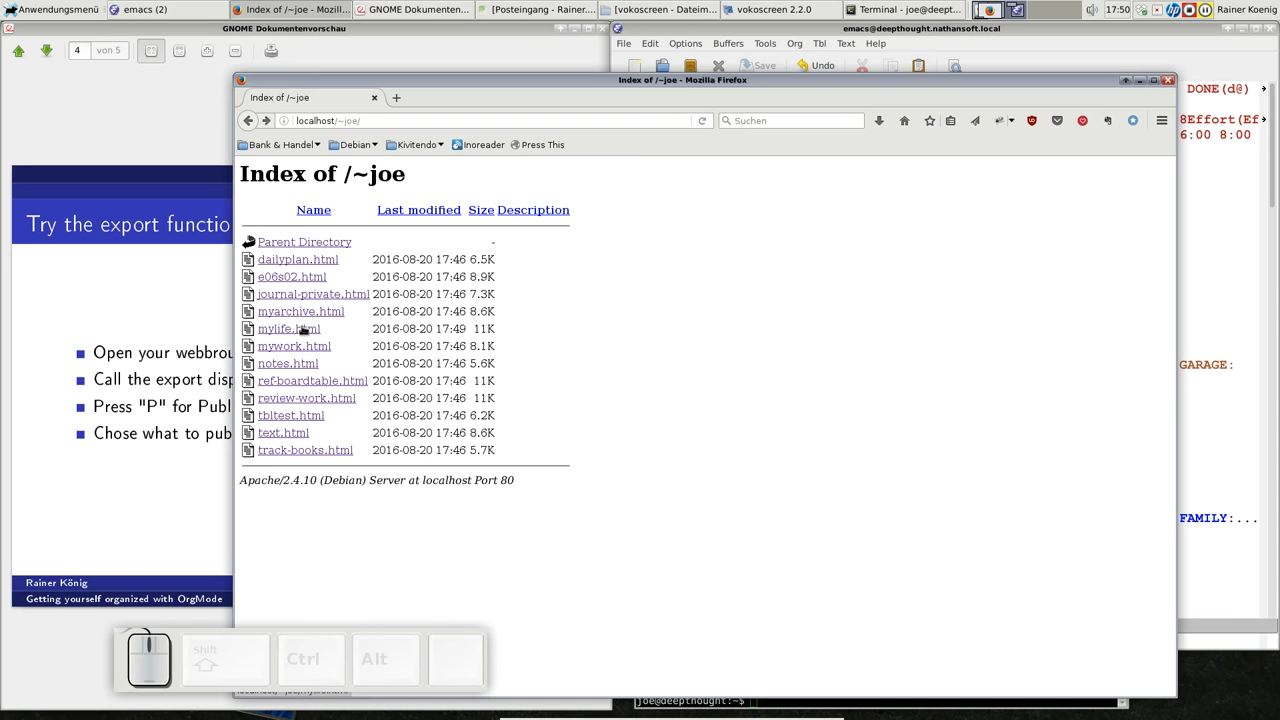 Anwendungsmenü
emacs (2)
Index of /~joe - Mozill...
GNOME Dokumenten...
[Posteingang - Rainer....
[vokoscreen - Dateim...
vokoscreen 2.2.0
Terminal - joe@deept...
17:50
Rainer Koenig
GNOME Dokumentenvorschau
emacs@deepthought.nathansoft.local
4 von 5
File Edit Options Buffers Tools Org Tbl Text Help
Save Undo
Index of /~joe - Mozilla Firefox
Index of /~joe
localhost/~joe/
Suchen
Bank & Handel
Debian
Kivitendo
Inoreader
Press This
DONE(d@)
8Effort(Ef
6:00 8:00
GARAGE:
FAMILY:...
Try the export functio
Open your webbrou
Call the export disp
Press "P" for Publ
Chose what to pub
Rainer König
Getting yourself organized with OrgMode
Index of /~joe
Name Last modified Size Description
Parent Directory -
dailyplan.html 2016-08-20 17:46 6.5K
e06s02.html 2016-08-20 17:46 8.9K
journal-private.html 2016-08-20 17:46 7.3K
myarchive.html 2016-08-20 17:46 8.6K
mylife.html 2016-08-20 17:49 11K
mywork.html 2016-08-20 17:46 8.1K
notes.html 2016-08-20 17:46 5.6K
ref-boardtable.html 2016-08-20 17:46 11K
review-work.html 2016-08-20 17:46 11K
tbltest.html 2016-08-20 17:46 6.2K
text.html 2016-08-20 17:46 8.6K
track-books.html 2016-08-20 17:46 5.7K
Apache/2.4.10 (Debian) Server at localhost Port 80
Shift
Ctrl
Alt
joe@deepthought:~$